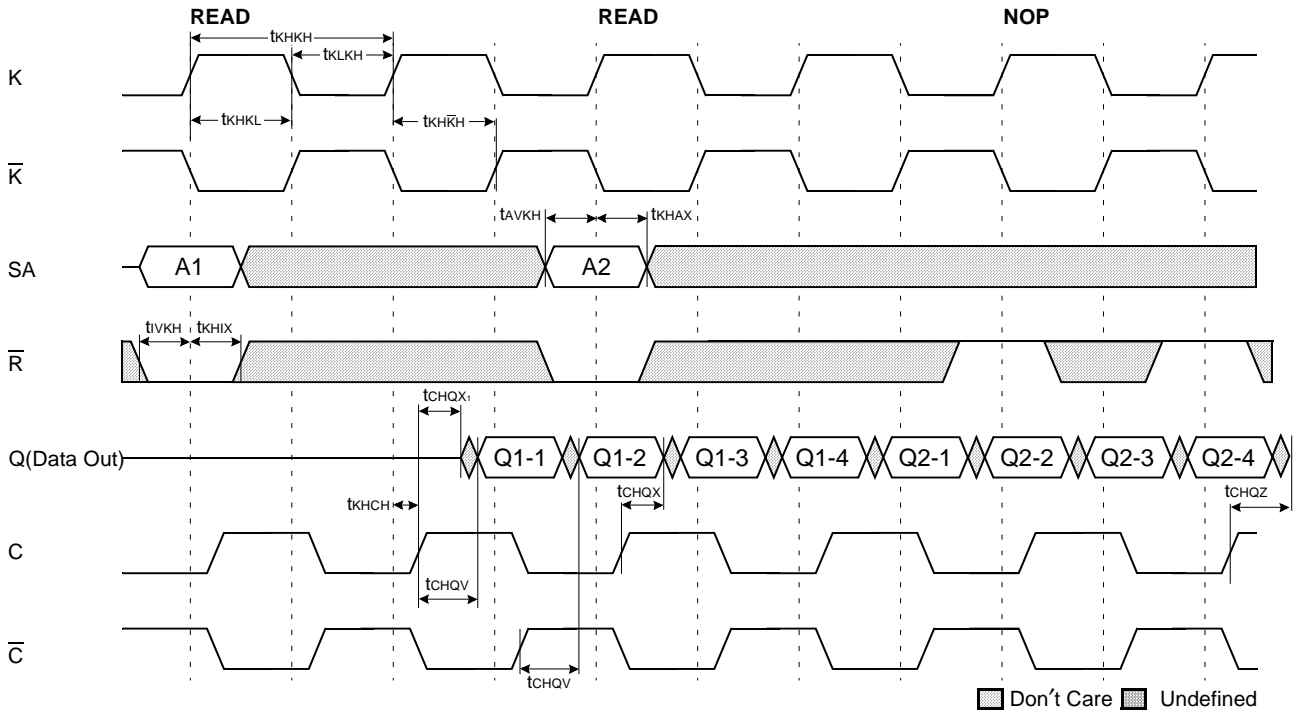 READ READ NOP
tKHKH
tKLKH
K
tKHKL tKHK̅H
K̅
tAVKH tKHAX
SA A1 A2
tIVKH tKHIX
R̅
tCHQX1
Q(Data Out) Q1-1 Q1-2 Q1-3 Q1-4 Q2-1 Q2-2 Q2-3 Q2-4
tKHCH tCHQX tCHQZ
C
tCHQV
C̅
tCHQV
Don′t Care Undefined